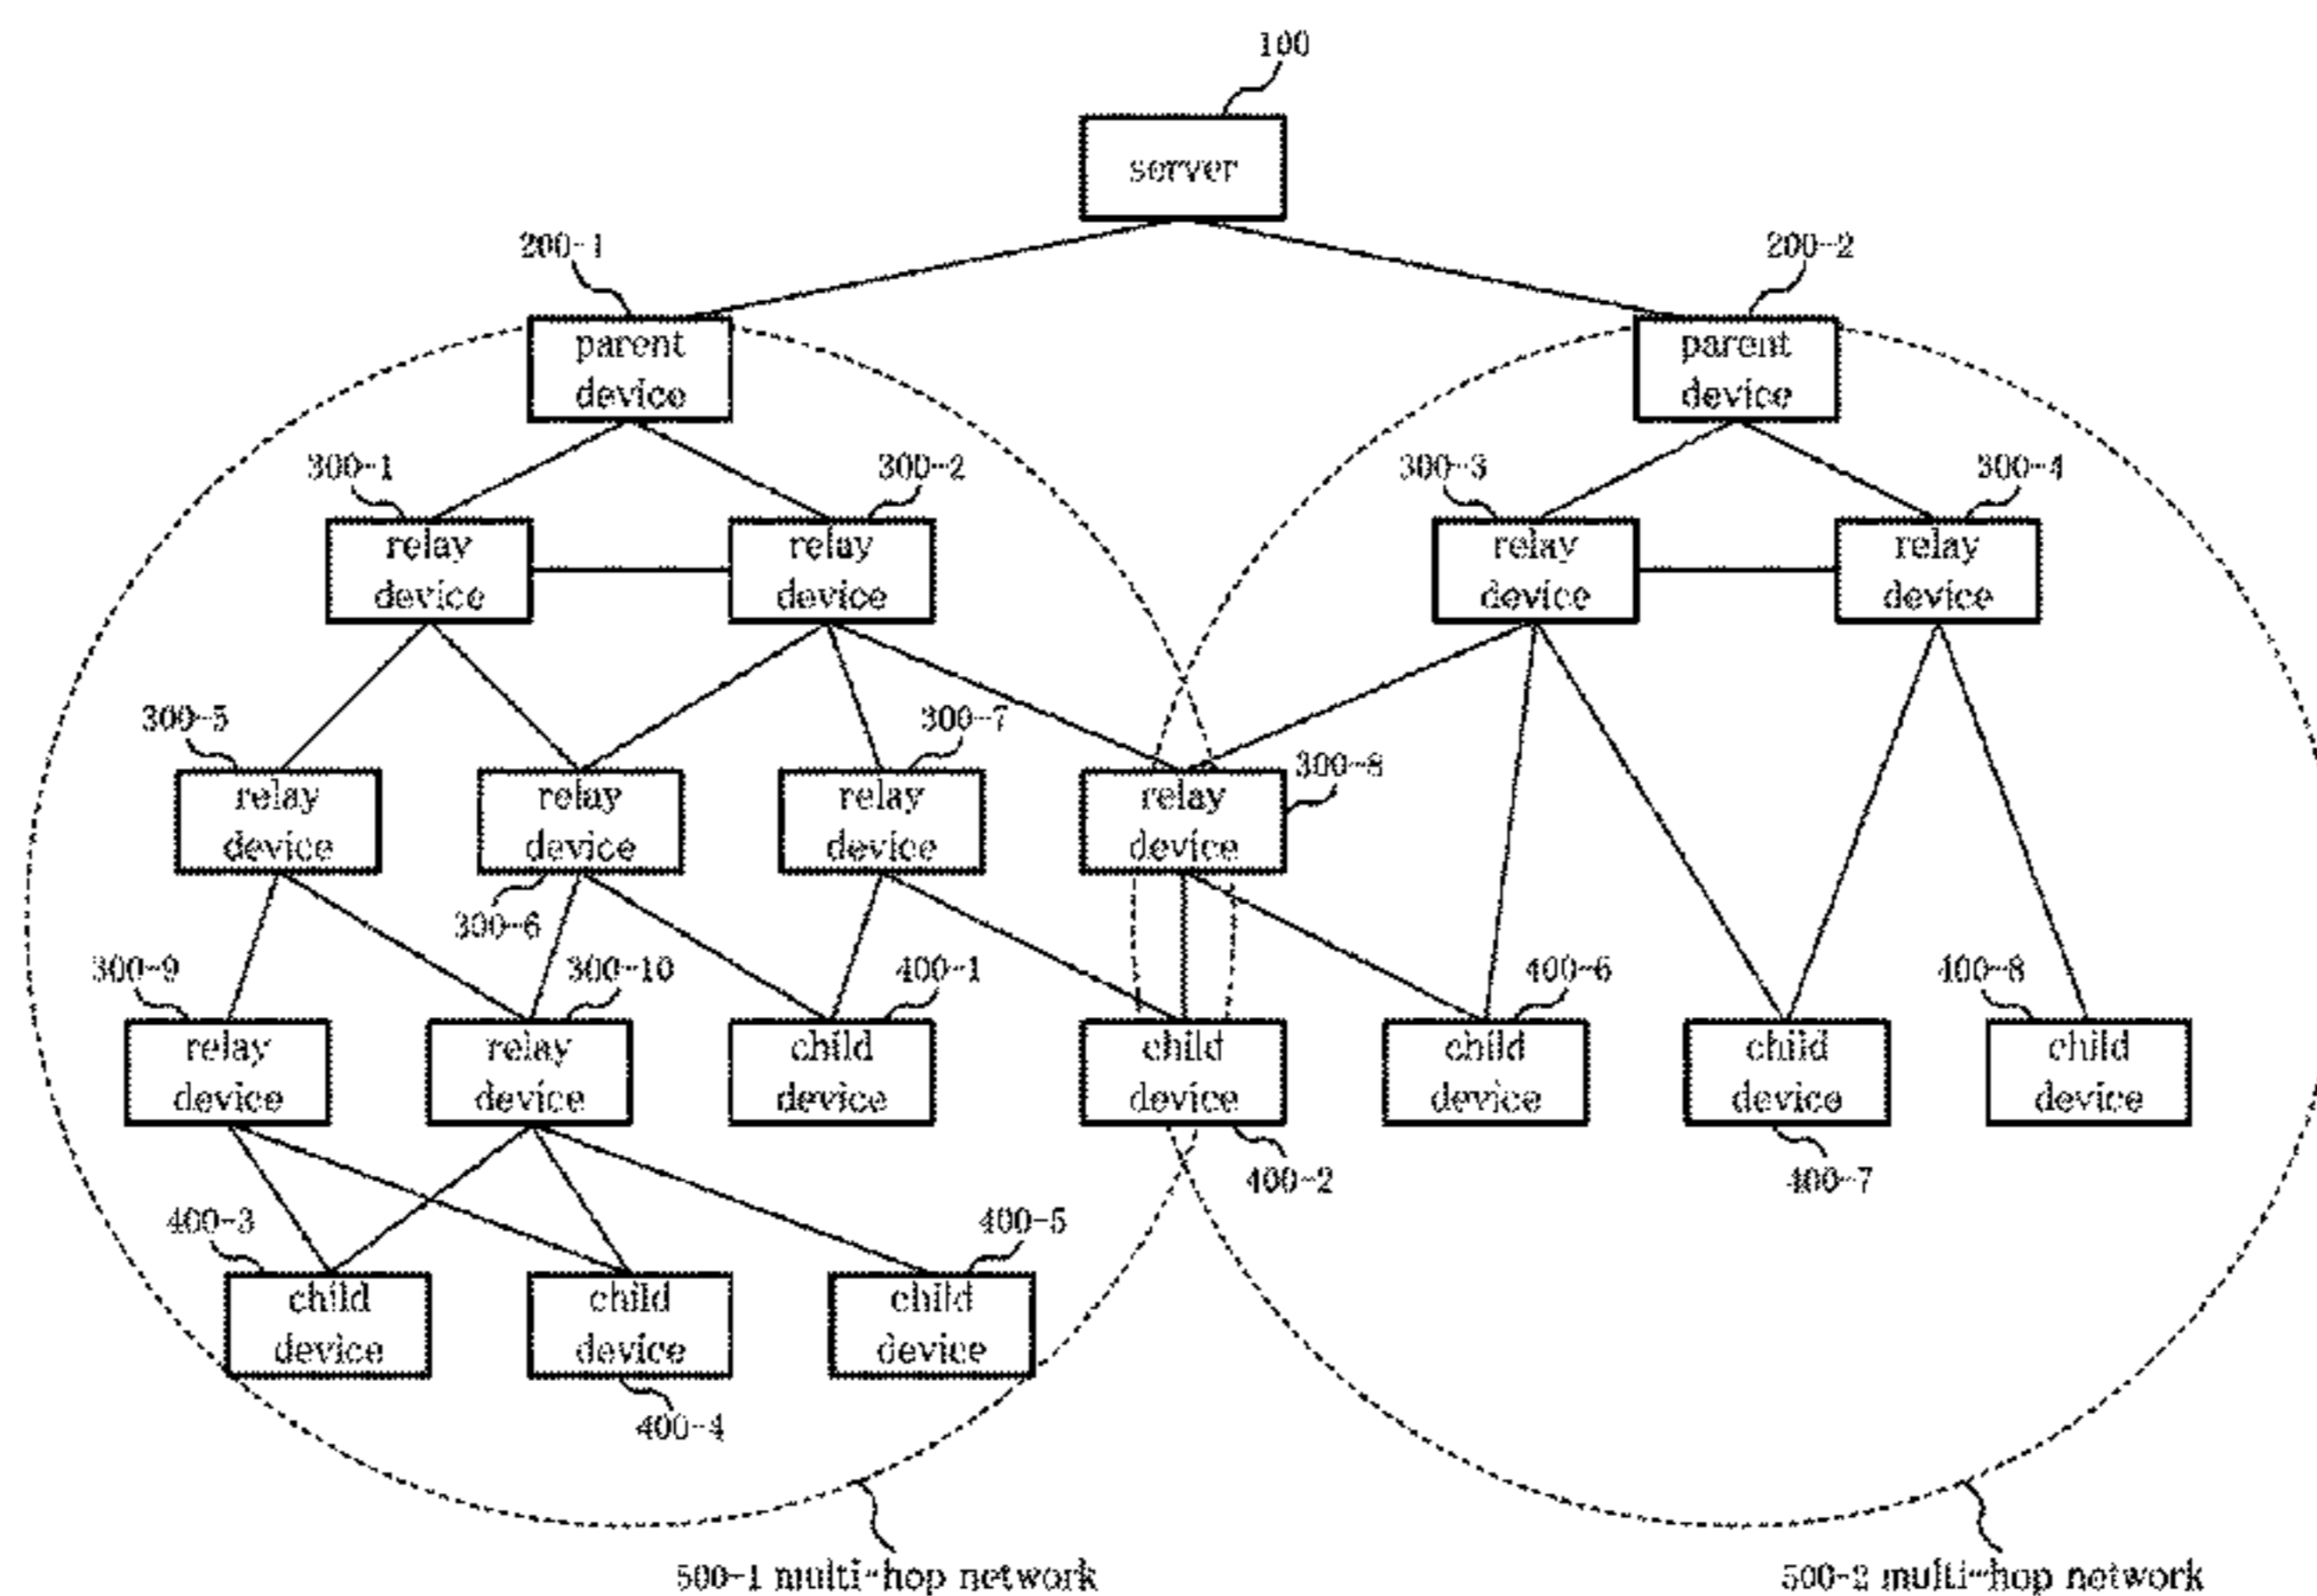 100
server
200-1
200-2
parent
device
parent
device
300-1
300-2
300-3
300-4
relay
device
relay
device
relay
device
relay
device
300-5
300-7
300-8
relay
device
relay
device
relay
device
relay
device
300-6
300-9
300-10
400-1
400-6
400-8
relay
device
relay
device
child
device
child
device
child
device
child
device
child
device
400-2
400-7
400-3
400-5
child
device
child
device
child
device
400-4
500-1 multi-hop network
500-2 multi-hop network